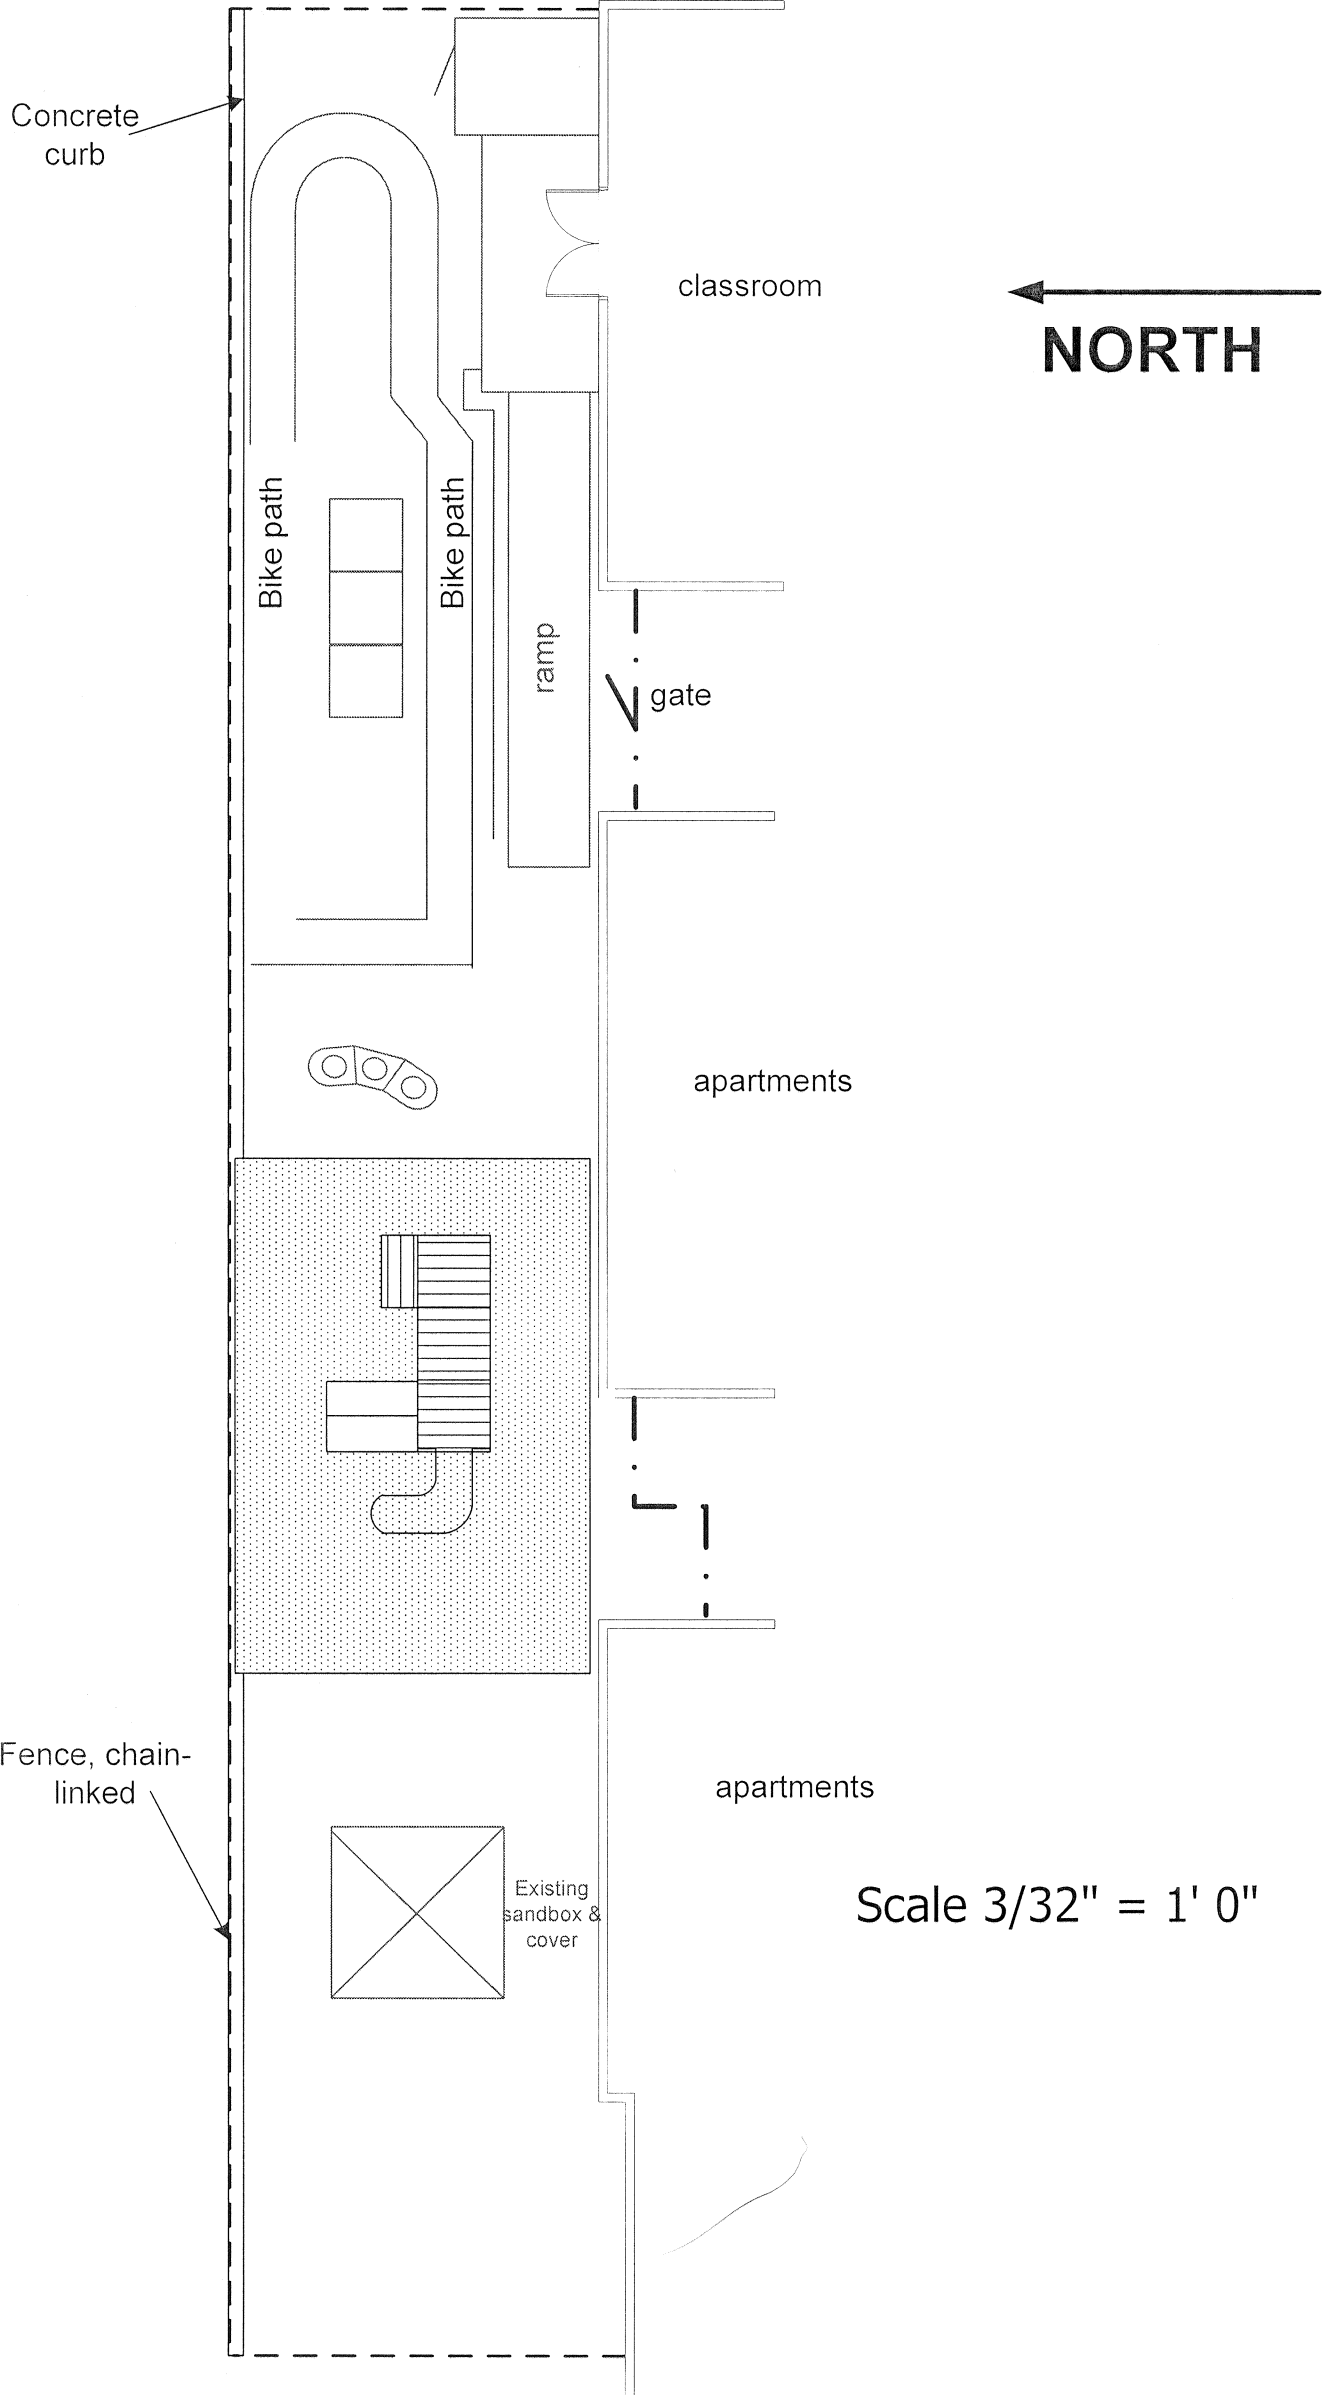 Concrete
curb
classroom
NORTH
Bike path
Bike path
ramp
gate
apartments
Fence, chain-
linked
apartments
Existing
sandbox &
cover
Scale 3/32" = 1' 0"